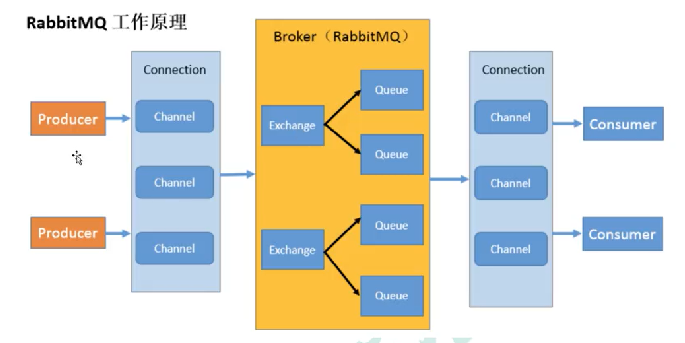 RabbitMQ 工作原理
Broker（RabbitMQ）
Connection
Connection
Producer
Channel
Exchange
Queue
Channel
Consumer
Queue
Channel
Channel
Producer
Channel
Exchange
Queue
Channel
Consumer
Queue